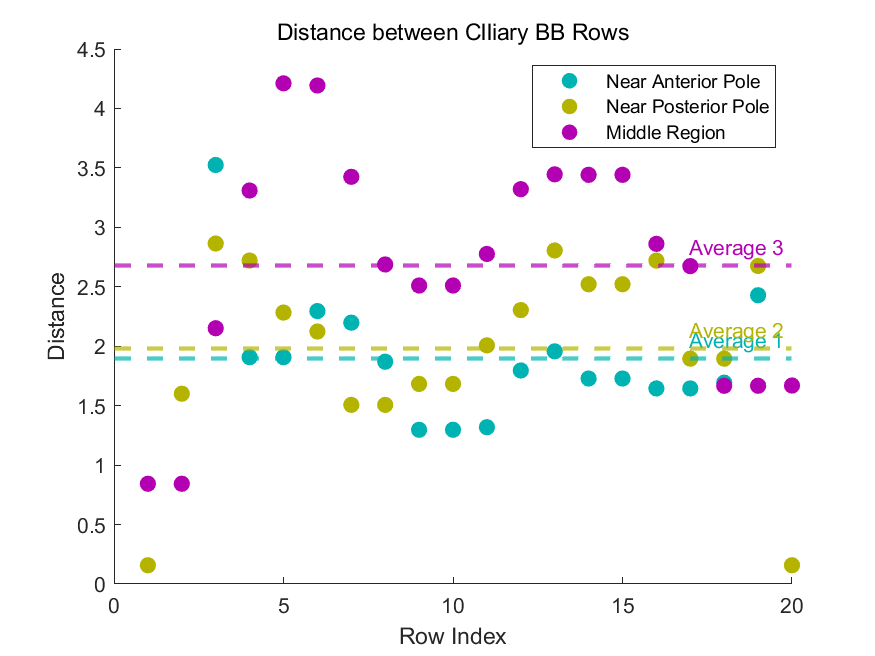 Distance between CIliary BB Rows
4.5
4
3.5
3
2.5
2
1.5
1
0.5
0
Distance
Near Anterior Pole
Near Posterior Pole
Middle Region
Average 3
Average 2
Average 1
0 5 10 15 20
Row Index